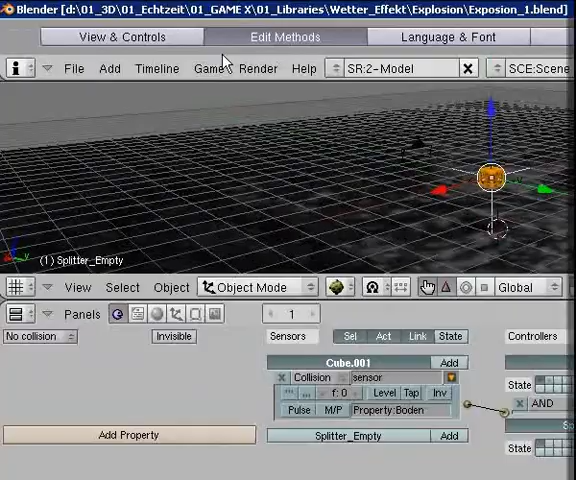 Blender [d:\01_3D\01_Echtzeit\01_GAME X\01_Libraries\Wetter_Effekt\Explosion\Exposion_1.blend]
View & Controls Edit Methods Language & Font
File Add Timeline Game Render Help SR:2-Model SCE:Scene
(1) Splitter_Empty
View Select Object Object Mode Global
Panels 1
No collision Invisible Sensors Sel Act Link State Controllers
Cube.001 Add
Collision sensor State
f: 0 Level Tap Inv
AND
Pulse M/P Property:Boden
Add Property Splitter_Empty Add
State